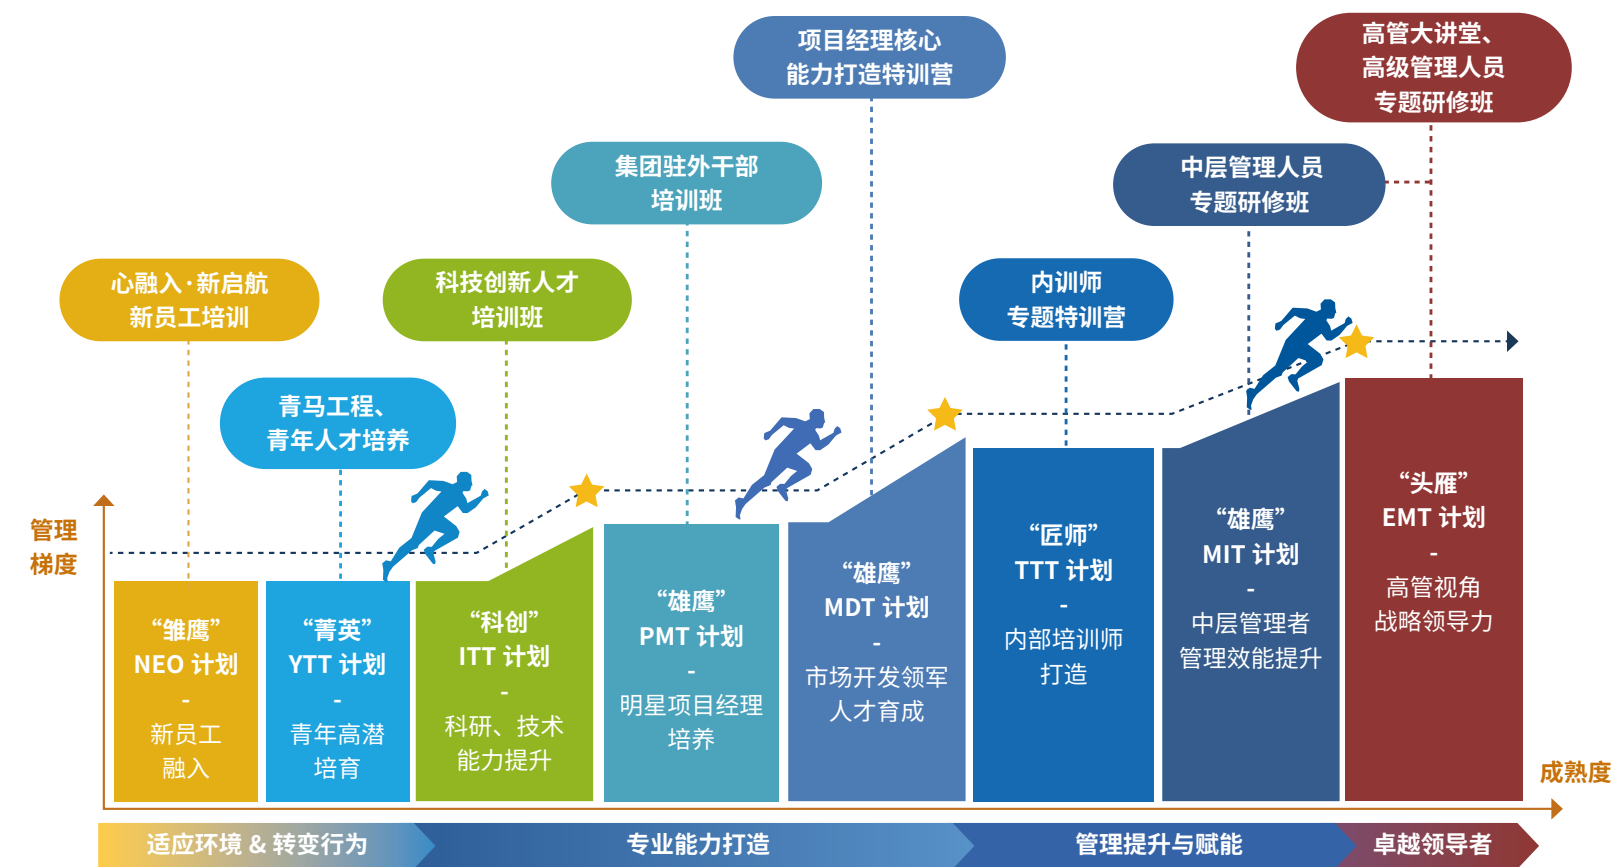 项目经理核心
能力打造特训营
高管大讲堂、
高级管理人员
专题研修班
集团驻外干部
培训班
中层管理人员
专题研修班
心融入·新启航
新员工培训
科技创新人才
培训班
内训师
专题特训营
青马工程、
青年人才培养
管理
梯度
“雏鹰”
NEO 计划
-
新员工
融入
“菁英”
YTT 计划
-
青年高潜
培育
“科创”
ITT 计划
-
科研、技术
能力提升
“雄鹰”
PMT 计划
-
明星项目经理
培养
“雄鹰”
MDT 计划
-
市场开发领军
人才育成
“匠师”
TTT 计划
-
内部培训师
打造
“雄鹰”
MIT 计划
-
中层管理者
管理效能提升
“头雁”
EMT 计划
-
高管视角
战略领导力
成熟度
适应环境 & 转变行为
专业能力打造
管理提升与赋能
卓越领导者